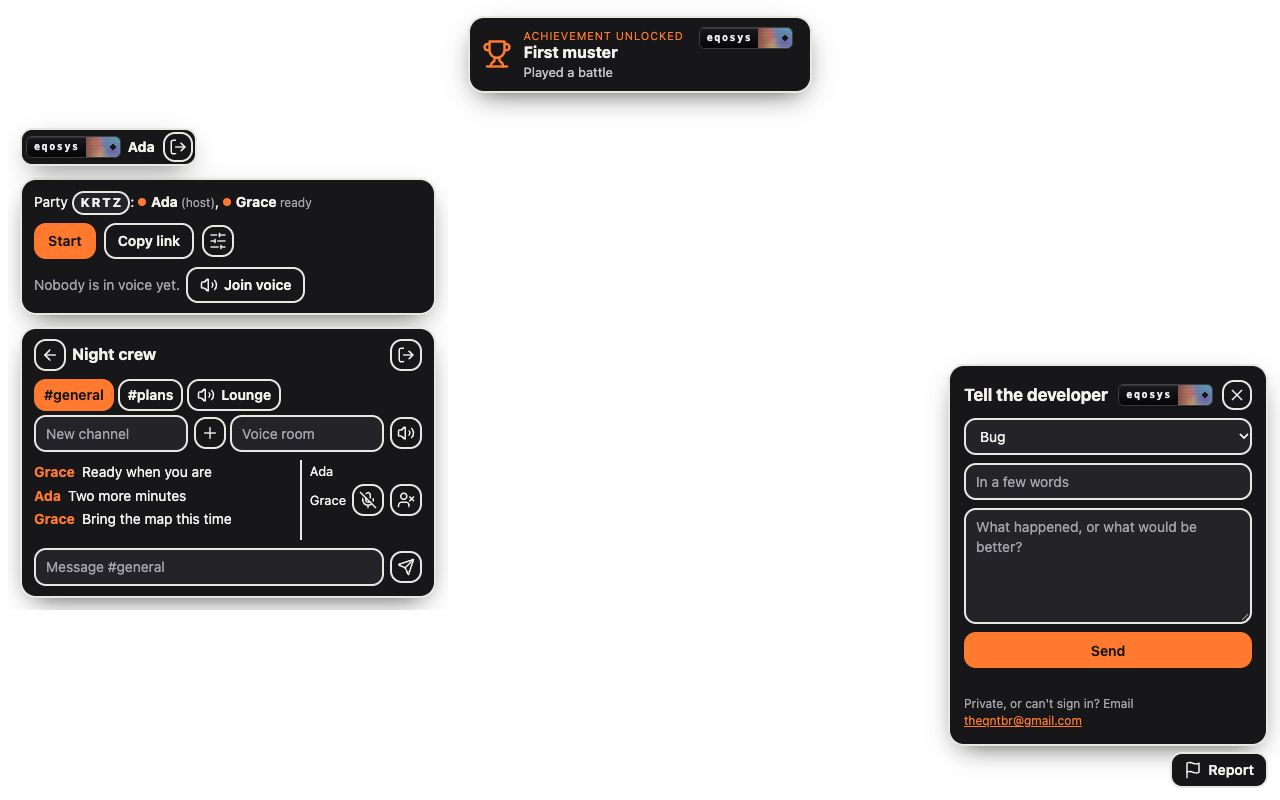 ACHIEVEMENT UNLOCKED eqosys
First muster
Played a battle
eqosys Ada
Party KRTZ: Ada (host), Grace ready
Start Copy link
Nobody is in voice yet. Join voice
Night crew
#general #plans Lounge
New channel Voice room
Grace Ready when you are
Ada Two more minutes
Grace Bring the map this time
Ada
Grace
Message #general
Tell the developer eqosys
Bug
In a few words
What happened, or what would be
better?
Send
Private, or can't sign in? Email
theqntbr@gmail.com
Report